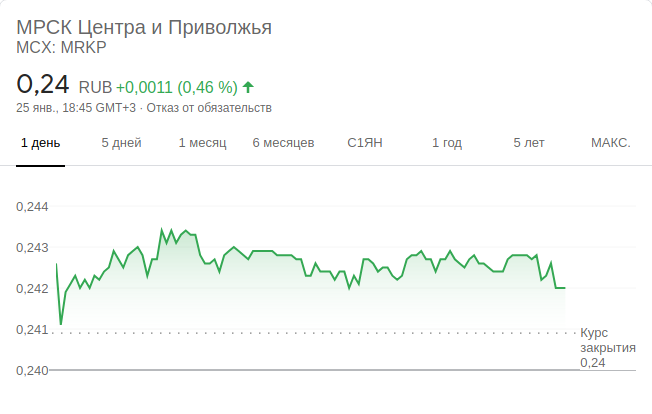 МРСК Центра и Приволжья
MCX: MRKP
0,24 RUB +0,0011 (0,46 %)
25 янв., 18:45 GMT+3 · Отказ от обязательств
1 день 5 дней 1 месяц 6 месяцев С1ЯН 1 год 5 лет МАКС.
0,244
0,243
0,242
0,241
Курс
закрытия
0,24
0,240